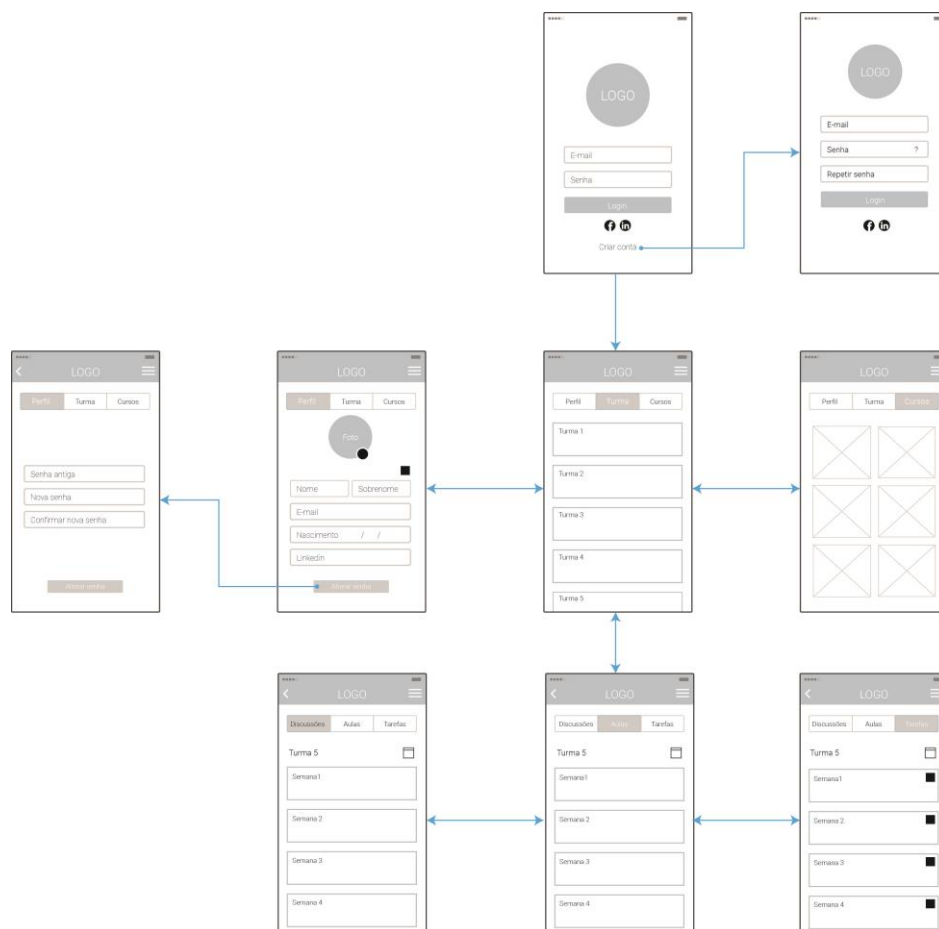 LOGO
E-mail
Senha
Login
Criar conta
LOGO
E-mail
Senha ?
Repetir senha
Login
LOGO
Perfil Turma Cursos
Senha antiga
Nova senha
Confirmar nova senha
Alterar senha
LOGO
Perfil Turma Cursos
Foto
Nome Sobrenome
E-mail
Nascimento / /
Linkedin
Alterar senha
LOGO
Perfil Turma Cursos
Turma 1
Turma 2
Turma 3
Turma 4
Turma 5
LOGO
Perfil Turma Cursos
LOGO
Discussões Aulas Tarefas
Turma 5
Semana1
Semana 2
Semana 3
Semana 4
LOGO
Discussões Aulas Tarefas
Turma 5
Semana1
Semana 2
Semana 3
Semana 4
LOGO
Discussões Aulas Tarefas
Turma 5
Semana1
Semana 2
Semana 3
Semana 4